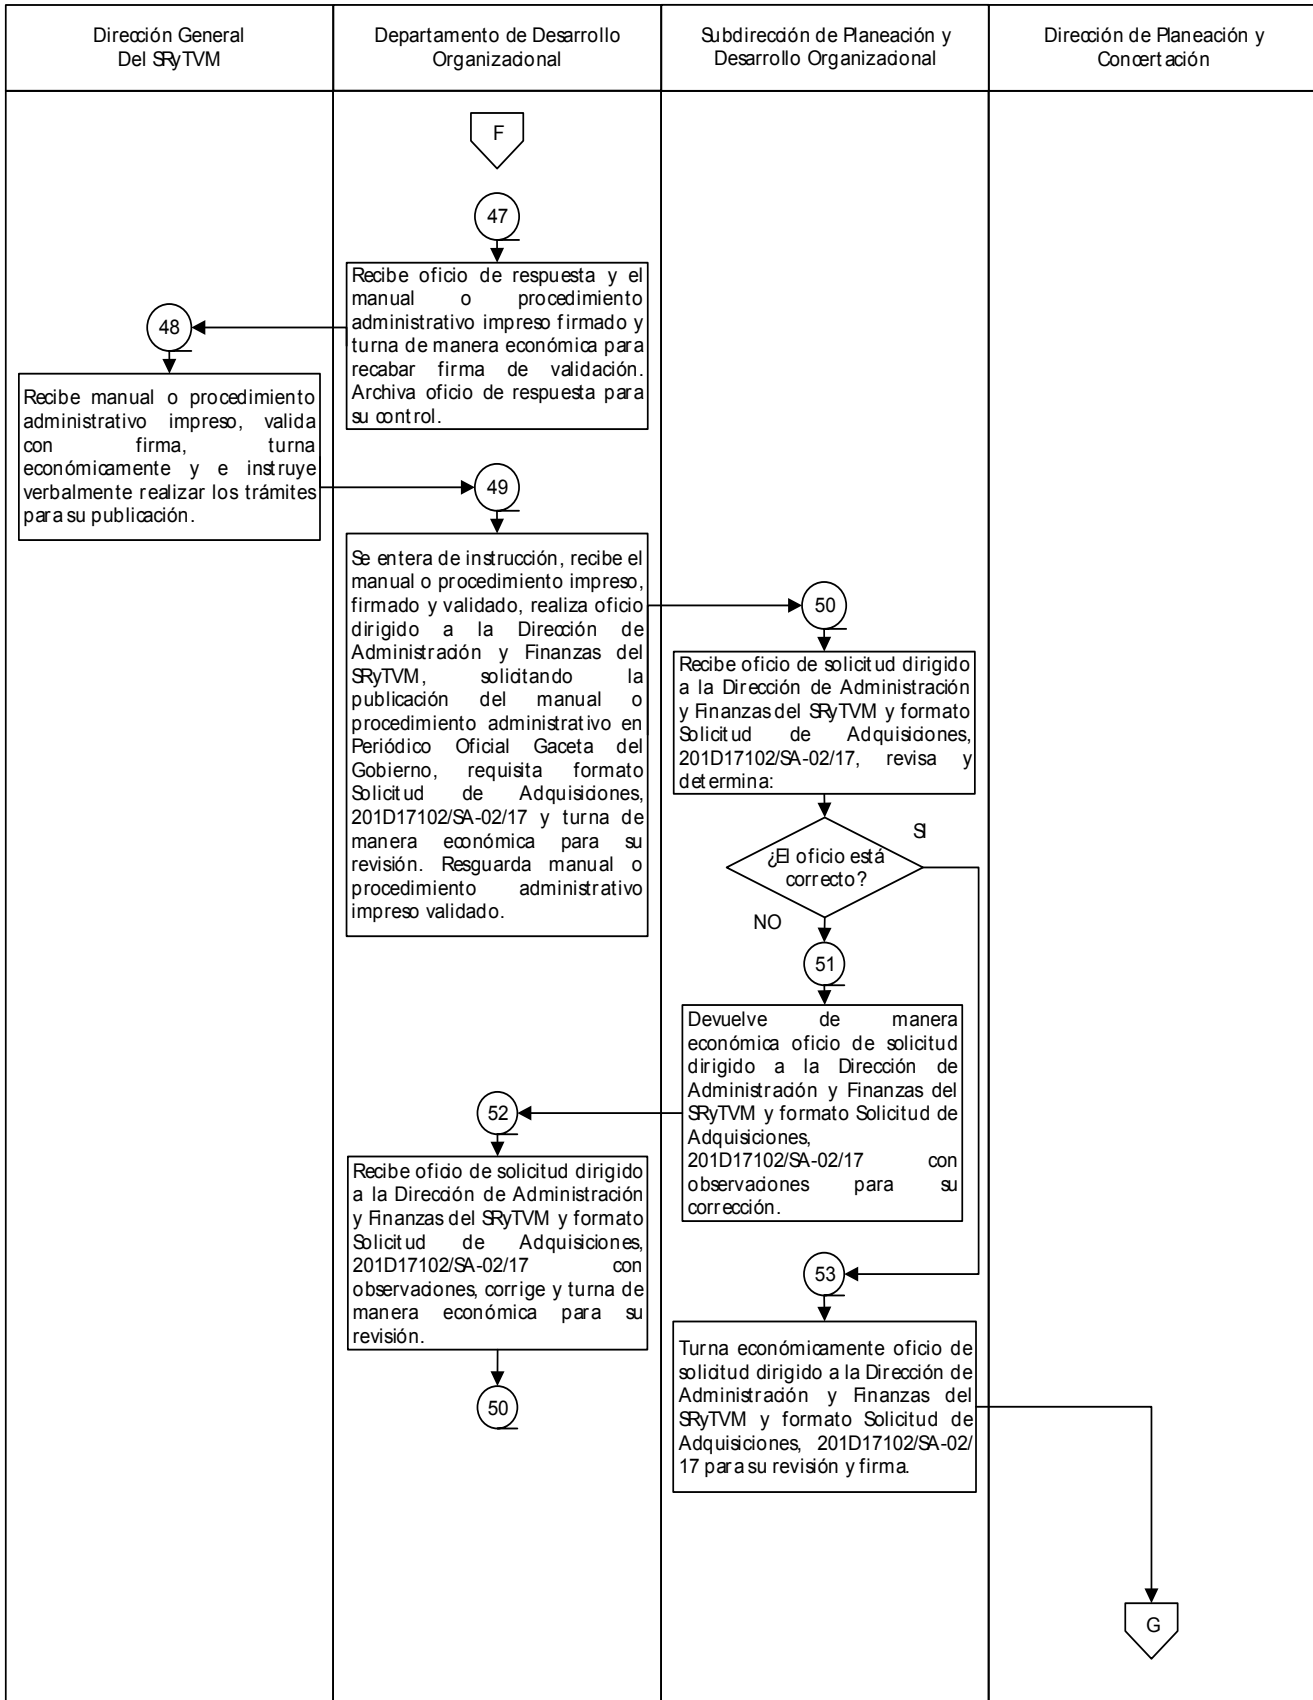 Dirección General
Del SRyTVM
Departamento de Desarrollo
Organizacional
Subdirección de Planeación y
Desarrollo Organizacional
Dirección de Planeación y
Concertación
F
47
Recibe oficio de respuesta y el
manual o procedimiento
administrativo impreso firmado y
turna de manera económica para
recabar firma de validación.
Archiva oficio de respuesta para
su control.
48
Recibe manual o procedimiento
administrativo impreso, valida
con firma, turna
económicamente y e instruye
verbalmente realizar los trámites
para su publicación.
49
Se entera de instrucción, recibe el
manual o procedimiento impreso,
firmado y validado, realiza oficio
dirigido a la Dirección de
Administración y Finanzas del
SRyTVM, solicitando la
publicación del manual o
procedimiento administrativo en
Periódico Oficial Gaceta del
Gobierno, requisita formato
Solicitud de Adquisiciones,
201D17102/SA-02/17 y turna de
manera económica para su
revisión. Resguarda manual o
procedimiento administrativo
impreso validado.
50
Recibe oficio de solicitud dirigido
a la Dirección de Administración
y Finanzas del SRyTVM y formato
Solicitud de Adquisiciones,
201D17102/SA-02/17, revisa y
determina:
¿El oficio está
correcto?
SI
NO
51
Devuelve de manera
económica oficio de solicitud
dirigido a la Dirección de
Administración y Finanzas del
SRyTVM y formato Solicitud de
Adquisiciones,
201D17102/SA-02/17 con
observaciones para su
corrección.
52
Recibe oficio de solicitud dirigido
a la Dirección de Administración
y Finanzas del SRyTVM y formato
Solicitud de Adquisiciones,
201D17102/SA-02/17 con
observaciones, corrige y turna de
manera económica para su
revisión.
50
53
Turna económicamente oficio de
solicitud dirigido a la Dirección de
Administración y Finanzas del
SRyTVM y formato Solicitud de
Adquisiciones, 201D17102/SA-02/
17 para su revisión y firma.
G